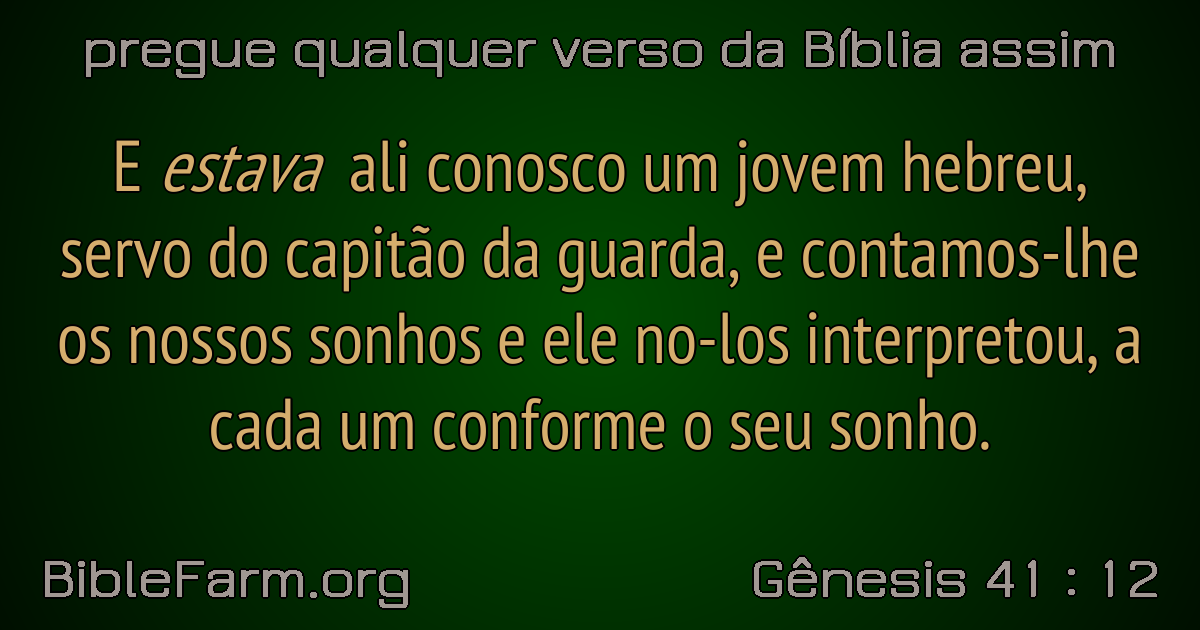 pregue qualquer verso da Bíblia assim
E estava ali conosco um jovem hebreu,
servo do capitão da guarda, e contamos-lhe
os nossos sonhos e ele no-los interpretou, a
cada um conforme o seu sonho.
BibleFarm.org
Gênesis 41 : 12